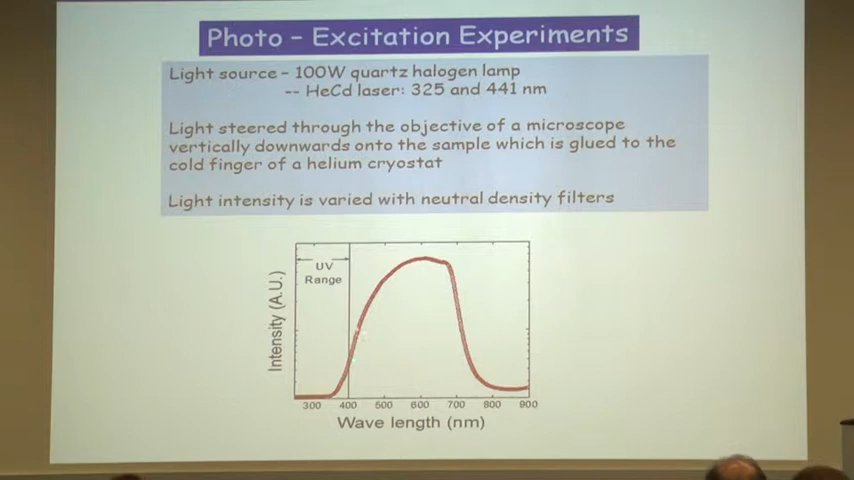 Photo - Excitation Experiments
Light source - 100W quartz halogen lamp
-- HeCd laser: 325 and 441 nm
Light steered through the objective of a microscope
vertically downwards onto the sample which is glued to the
cold finger of a helium cryostat
Light intensity is varied with neutral density filters
UV
Range
Intensity (A.U.)
300 400 500 600 700 800 900
Wave length (nm)